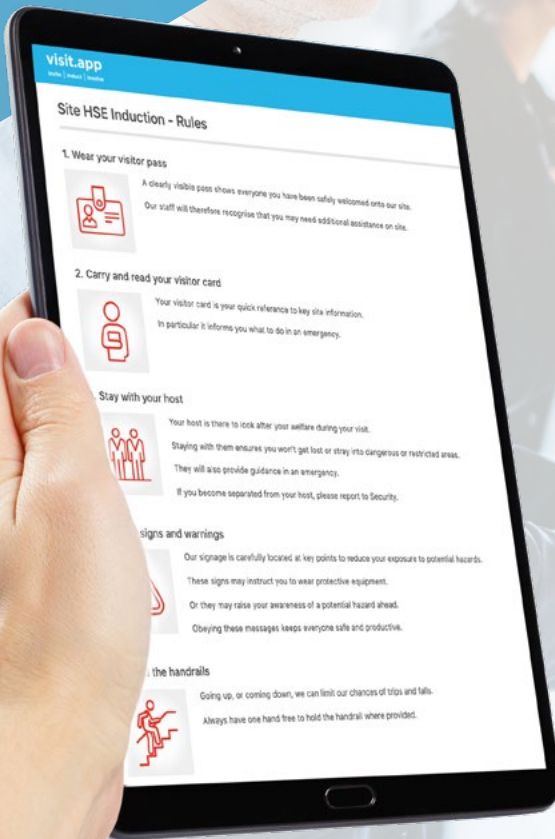 visit.app
invite | induct | involve
Site HSE Induction - Rules
1. Wear your visitor pass
A clearly visible pass shows everyone you have been safely welcomed onto our site.
Our staff will therefore recognise that you may need additional assistance on site.
2. Carry and read your visitor card
Your visitor card is your quick reference to key site information.
In particular it informs you what to do in an emergency.
Stay with your host
Your host is there to look after your welfare during your visit.
Staying with them ensures you won't get lost or stray into dangerous or restricted areas.
They will also provide guidance in an emergency.
If you become separated from your host, please report to Security.
signs and warnings
Our signage is carefully located at key points to reduce your exposure to potential hazards.
These signs may instruct you to wear protective equipment.
Or they may raise your awareness of a potential hazard ahead.
Obeying these messages keeps everyone safe and productive.
the handrails
Going up, or coming down, we can limit our chances of trips and falls.
Always have one hand free to hold the handrail where provided.